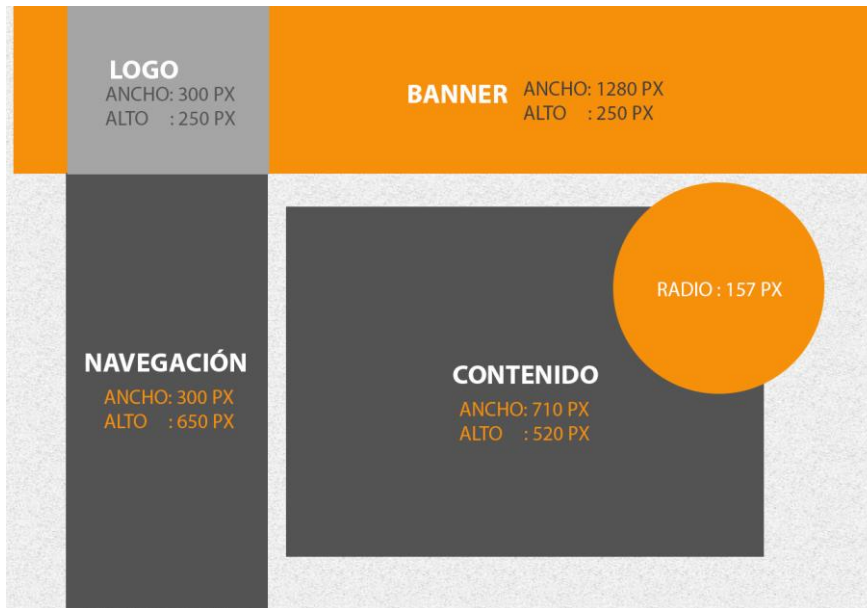 LOGO
ANCHO: 300 PX
ALTO : 250 PX
BANNER
ANCHO: 1280 PX
ALTO : 250 PX
RADIO : 157 PX
NAVEGACIÓN
ANCHO: 300 PX
ALTO : 650 PX
CONTENIDO
ANCHO: 710 PX
ALTO : 520 PX